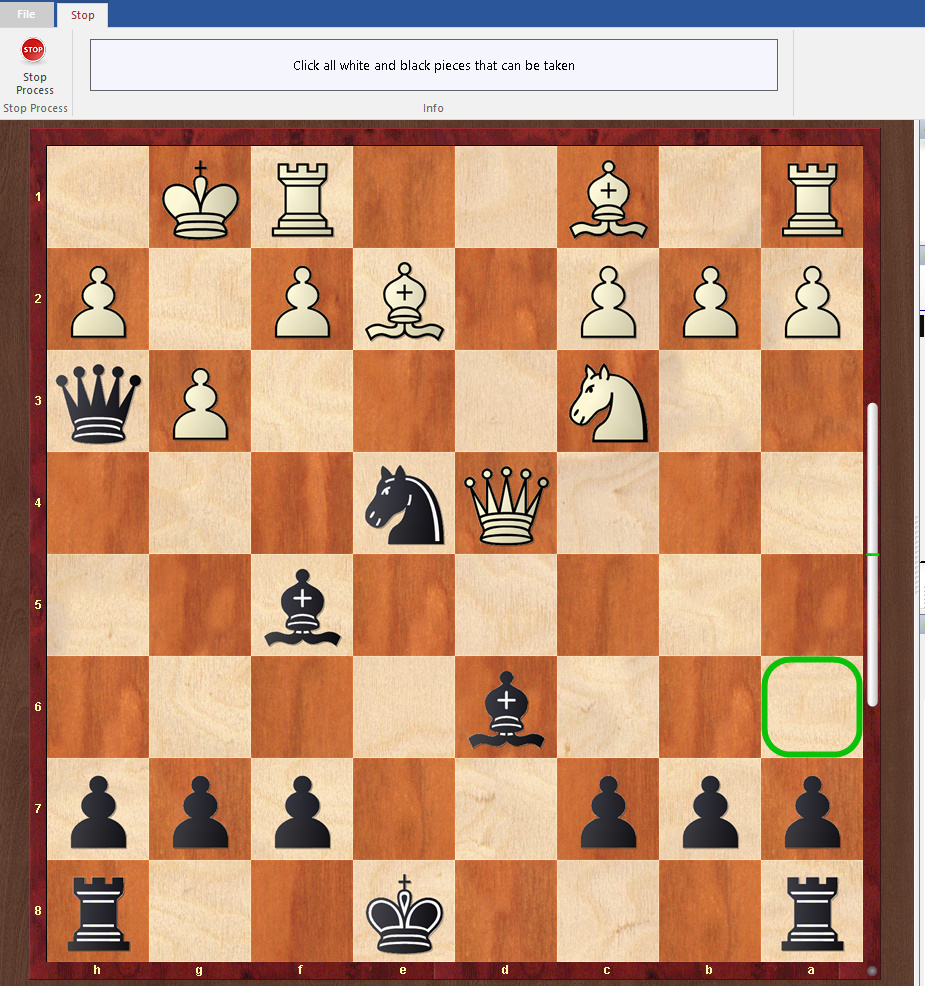 File
Stop
STOP
Stop
Process
Click all white and black pieces that can be taken
Stop Process
Info
1
2
3
4
5
6
7
8
h g f e d c b a